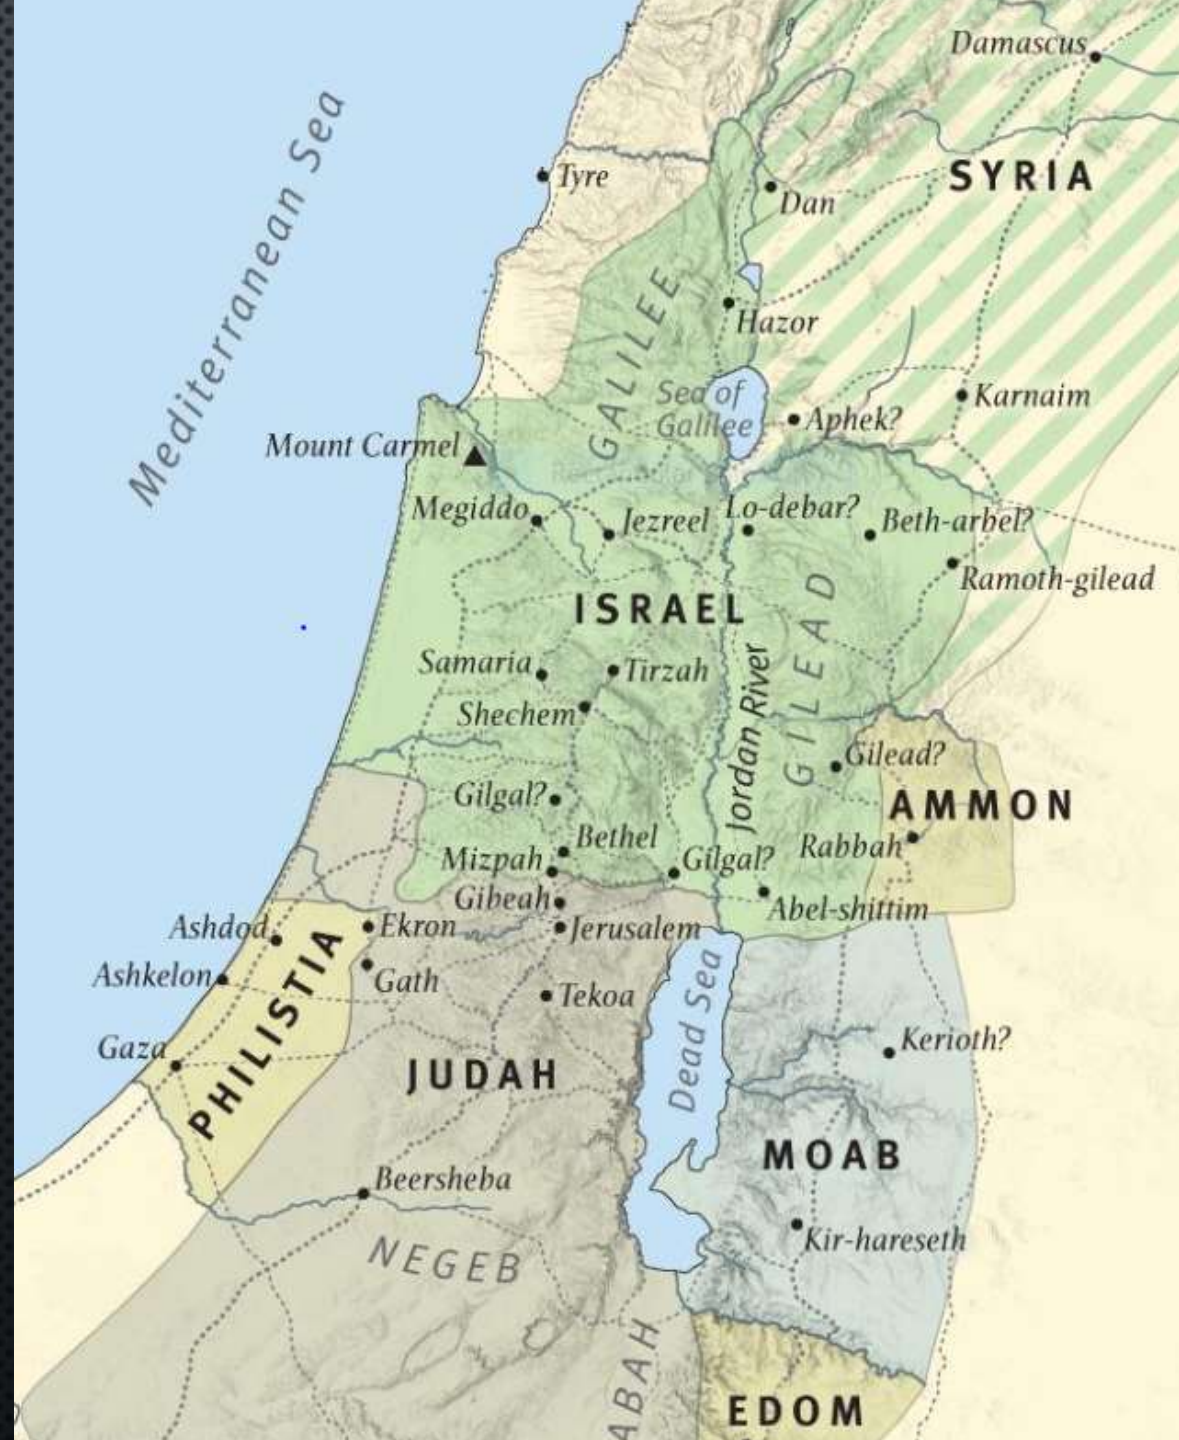 Damascus
Mediterranean Sea
Tyre
SYRIA
Dan
GALILEE
Hazor
Sea of
Galilee
Karnaim
Aphek?
Mount Carmel
Megiddo
Jezreel
Lo-debar?
Beth-arbel?
Ramoth-gilead
ISRAEL
GILEAD
Samaria
Tirzah
Shechem
Jordan River
Gilead?
Gilgal?
AMMON
Bethel
Rabbah
Mizpah
Gilgal?
Gibeah
Abel-shittim
Ashdod
Ekron
Jerusalem
Ashkelon
Gath
Tekoa
PHILISTIA
Dead Sea
Gaza
Kerioth?
JUDAH
MOAB
Beersheba
Kir-hareseth
NEGEB
ABAH
EDOM